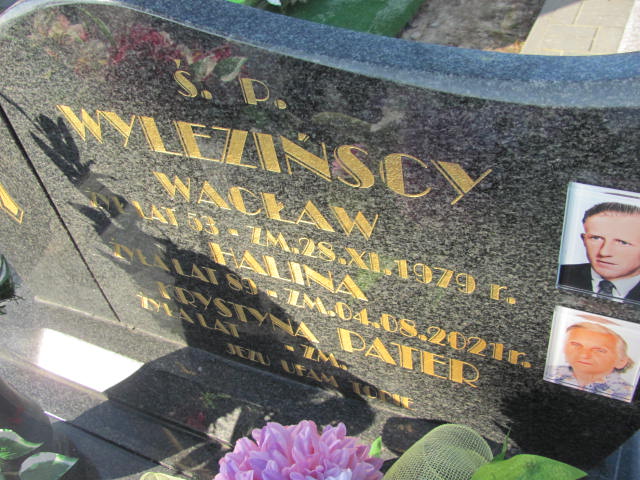 Ś. P.
WYLEZIŃSCY
WACŁAW
ŻYŁ LAT 53 - ZM. 28.XI.1979 r.
HALINA
ŻYŁA LAT 89 - ZM. 04.08.2021 r.
KRYSTYNA PATER
ŻYŁA LAT - ZM.
JEZU UFAM TOBIE